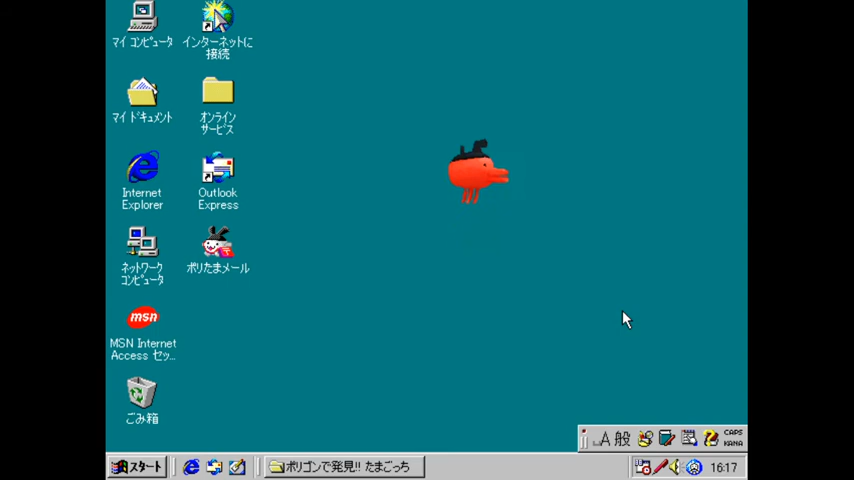 マイ コンピュータ
インターネットに
接続
マイ ドキュメント
オンライン
サービス
Internet
Explorer
Outlook
Express
ネットワーク
コンピュータ
ポリたまメール
msn
MSN Internet
Access セッ...
ごみ箱
A 般
CAPS
KANA
スタート
ポリゴンで発見!! たまごっち
16:17